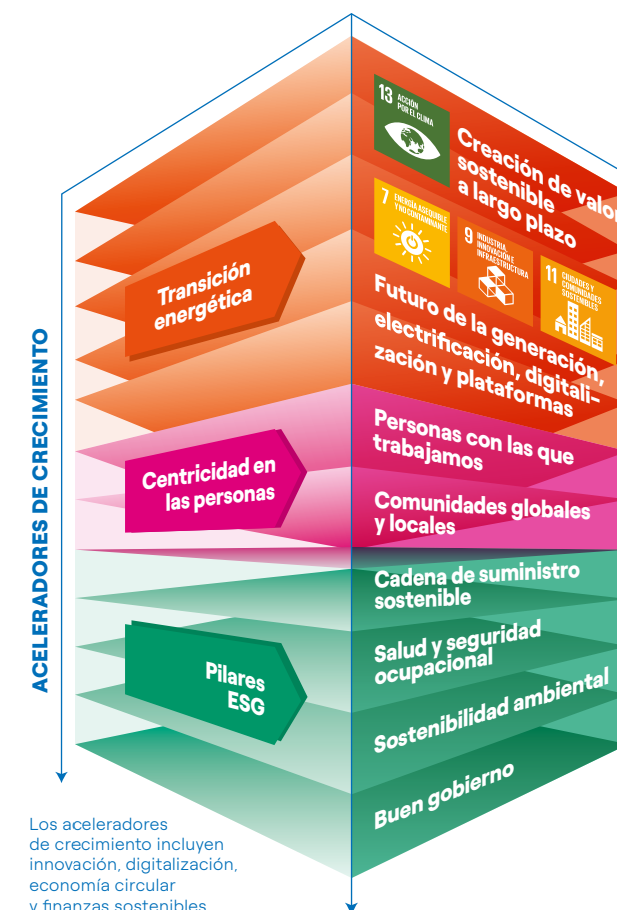 13 ACCIÓN
POR EL CLIMA
Creación de valor
sostenible
a largo plazo
7 ENERGÍA ASEQUIBLE
Y NO CONTAMINANTE
9 INDUSTRIA,
INNOVACIÓN E
INFRAESTRUCTURA
11 CIUDADES Y
COMUNIDADES
SOSTENIBLES
Transición
energética
Futuro de la generación,
electrificación, digitali-
zación y plataformas
ACELERADORES DE CRECIMIENTO
Centricidad en
las personas
Personas con las que
trabajamos
Comunidades globales
y locales
Cadena de suministro
sostenible
Pilares
ESG
Salud y seguridad
ocupacional
Sostenibilidad ambiental
Buen gobierno
Los aceleradores
de crecimiento incluyen
innovación, digitalización,
economía circular
y finanzas sostenibles